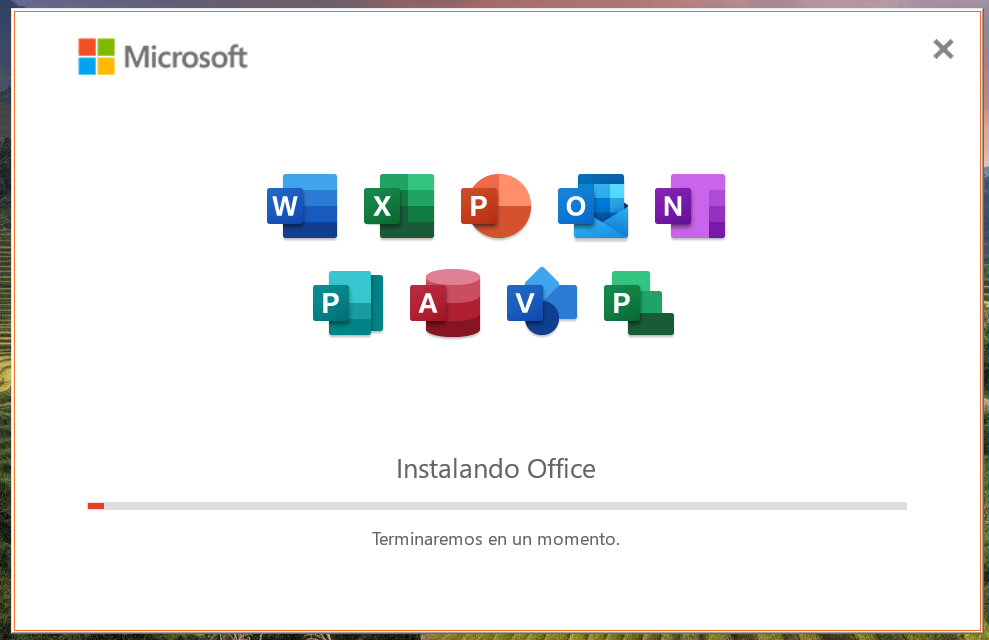 Microsoft
W X P O N
P A V P
Instalando Office
Terminaremos en un momento.